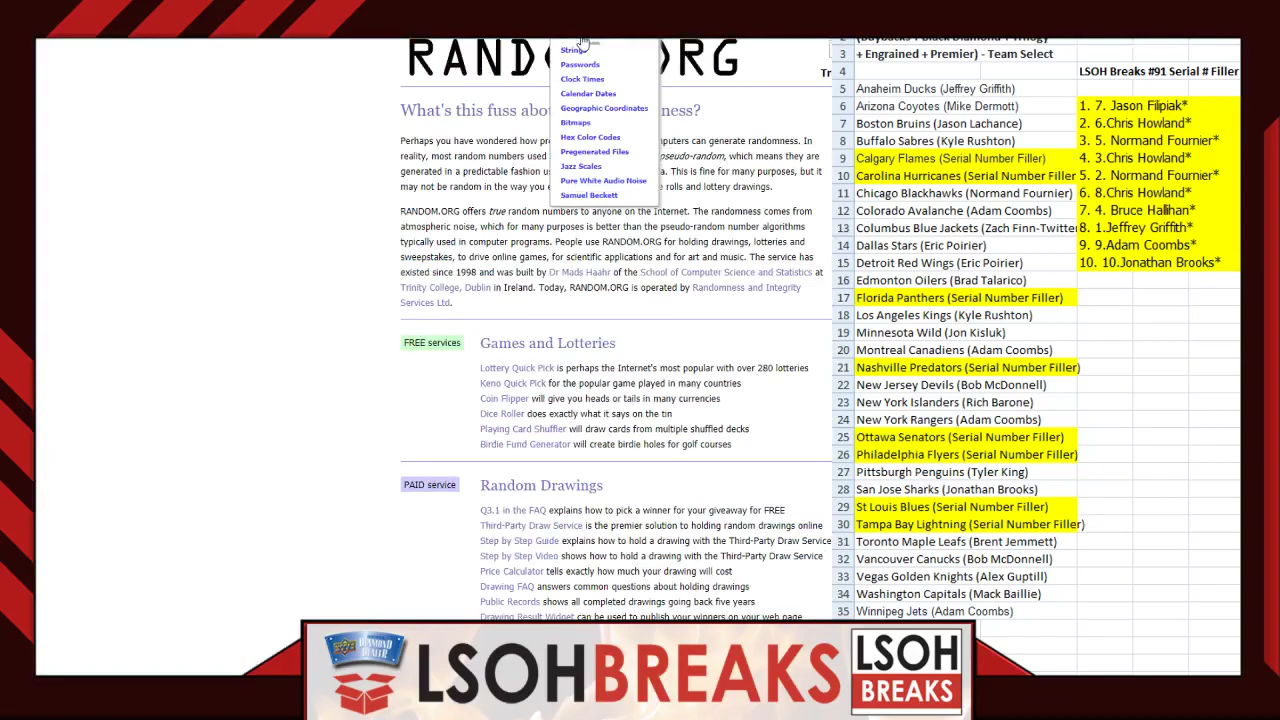 RANDOM.ORG
Strings
Passwords
Clock Times
Calendar Dates
Geographic Coordinates
Bitmaps
Hex Color Codes
Pregenerated Files
Jazz Scales
Pure White Audio Noise
Samuel Beckett
What's this fuss abo
ness?
Perhaps you have wondered how pre
mputers can generate randomness. In
reality, most random numbers used
pseudo-random, which means they are
generated in a predictable fashion u
This is fine for many purposes, but it
may not be random in the way you e
rolls and lottery drawings.
RANDOM.ORG offers true random numbers to anyone on the Internet. The randomness comes from
atmospheric noise, which for many purposes is better than the pseudo-random number algorithms
typically used in computer programs. People use RANDOM.ORG for holding drawings, lotteries and
sweepstakes, to drive online games, for scientific applications and for art and music. The service has
existed since 1998 and was built by Dr Mads Haahr of the School of Computer Science and Statistics at
Trinity College, Dublin in Ireland. Today, RANDOM.ORG is operated by Randomness and Integrity
Services Ltd.
FREE services
Games and Lotteries
Lottery Quick Pick is perhaps the Internet's most popular with over 280 lotteries
Keno Quick Pick for the popular game played in many countries
Coin Flipper will give you heads or tails in many currencies
Dice Roller does exactly what it says on the tin
Playing Card Shuffler will draw cards from multiple shuffled decks
Birdie Fund Generator will create birdie holes for golf courses
PAID service
Random Drawings
Q3.1 in the FAQ explains how to pick a winner for your giveaway for FREE
Third-Party Draw Service is the premier solution to holding random drawings online
Step by Step Guide explains how to hold a drawing with the Third-Party Draw Service
Step by Step Video shows how to hold a drawing with the Third-Party Draw Service
Price Calculator tells exactly how much your drawing will cost
Drawing FAQ answers common questions about holding drawings
Public Records shows all completed drawings going back five years
Drawing Result Widget can be used to publish your winners on your web page
Tr
2 (Buybacks + Black Diamond + Trilogy
3 + Engrained + Premier) - Team Select
4 LSOH Breaks #91 Serial # Filler
5 Anaheim Ducks (Jeffrey Griffith)
6 Arizona Coyotes (Mike Dermott) 1. 7. Jason Filipiak*
7 Boston Bruins (Jason Lachance) 2. 6.Chris Howland*
8 Buffalo Sabres (Kyle Rushton) 3. 5. Normand Fournier*
9 Calgary Flames (Serial Number Filler) 4. 3.Chris Howland*
10 Carolina Hurricanes (Serial Number Filler 5. 2. Normand Fournier*
11 Chicago Blackhawks (Normand Fournier) 6. 8.Chris Howland*
12 Colorado Avalanche (Adam Coombs) 7. 4. Bruce Hallihan*
13 Columbus Blue Jackets (Zach Finn-Twitter 8. 1.Jeffrey Griffith*
14 Dallas Stars (Eric Poirier) 9. 9.Adam Coombs*
15 Detroit Red Wings (Eric Poirier) 10. 10.Jonathan Brooks*
16 Edmonton Oilers (Brad Talarico)
17 Florida Panthers (Serial Number Filler)
18 Los Angeles Kings (Kyle Rushton)
19 Minnesota Wild (Jon Kisluk)
20 Montreal Canadiens (Adam Coombs)
21 Nashville Predators (Serial Number Filler)
22 New Jersey Devils (Bob McDonnell)
23 New York Islanders (Rich Barone)
24 New York Rangers (Adam Coombs)
25 Ottawa Senators (Serial Number Filler)
26 Philadelphia Flyers (Serial Number Filler)
27 Pittsburgh Penguins (Tyler King)
28 San Jose Sharks (Jonathan Brooks)
29 St Louis Blues (Serial Number Filler)
30 Tampa Bay Lightning (Serial Number Filler)
31 Toronto Maple Leafs (Brent Jemmett)
32 Vancouver Canucks (Bob McDonnell)
33 Vegas Golden Knights (Alex Guptill)
34 Washington Capitals (Mack Baillie)
35 Winnipeg Jets (Adam Coombs)
DIAMOND
DEALER
LSOHBREAKS
LSOH
BREAKS